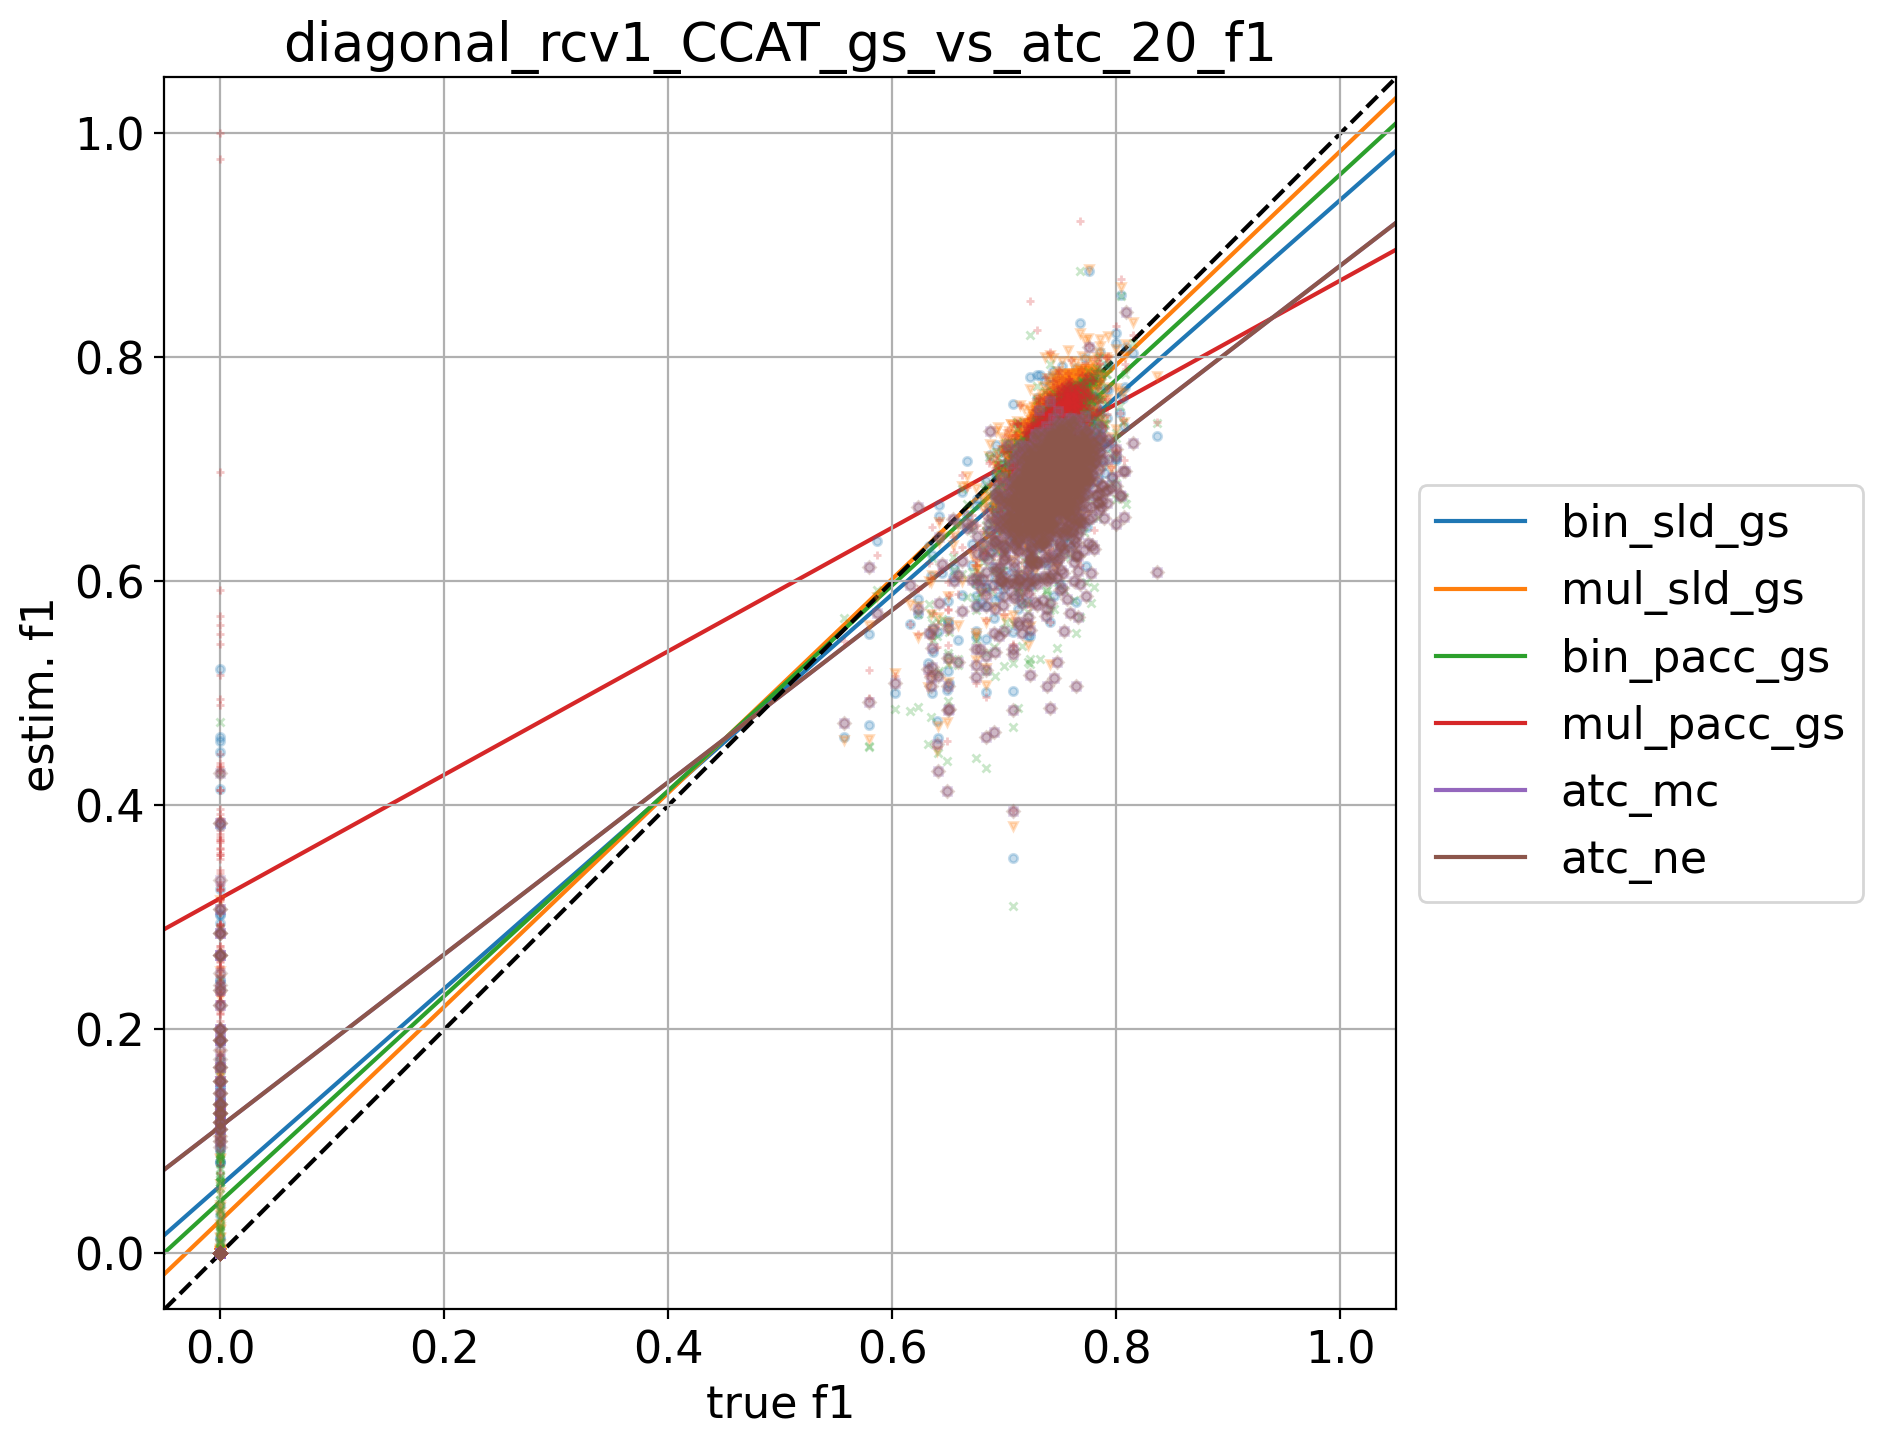 diagonal_rcv1_CCAT_gs_vs_atc_20_f1
estim. f1
1.0
0.8
0.6
0.4
0.2
0.0
0.0 0.2 0.4 0.6 0.8 1.0
true f1
bin_sld_gs
mul_sld_gs
bin_pacc_gs
mul_pacc_gs
atc_mc
atc_ne